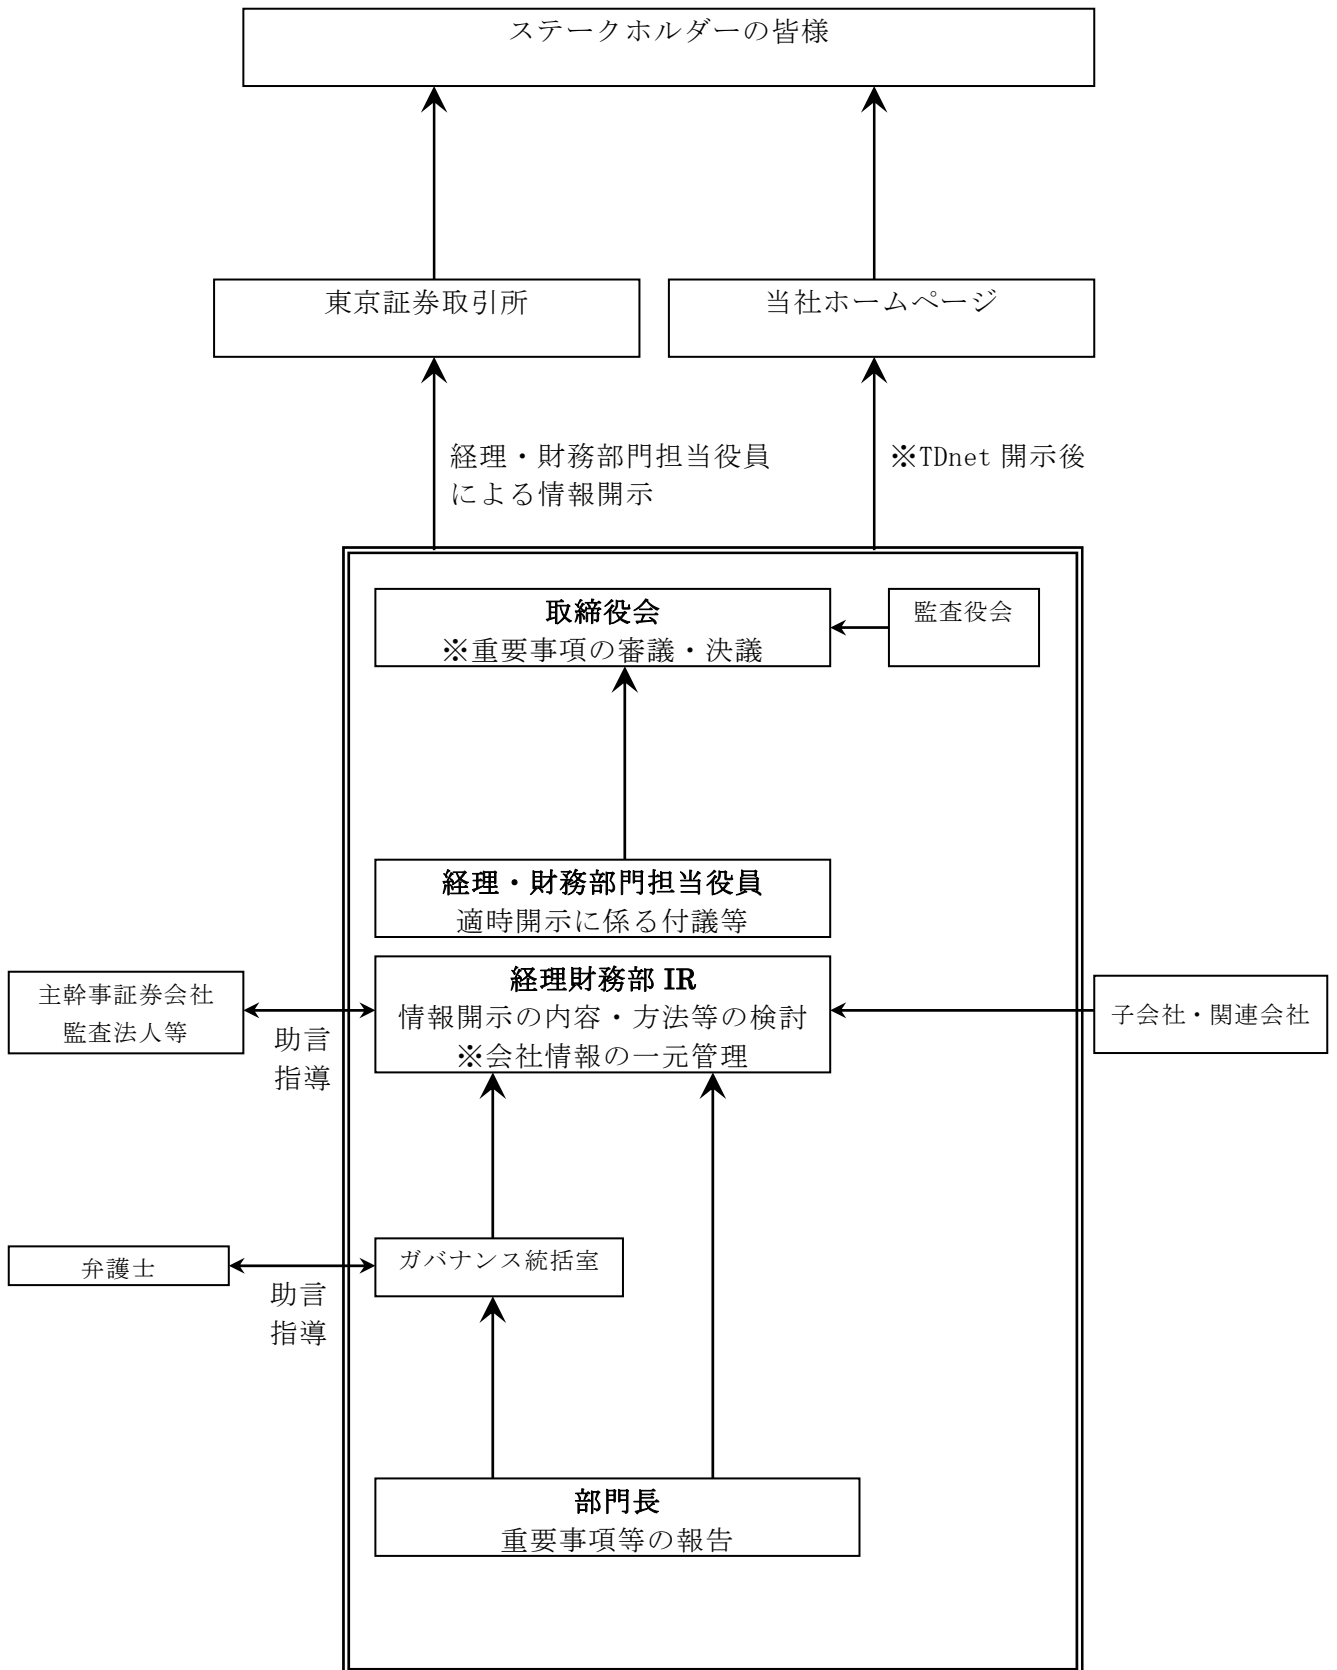 ステークホルダーの皆様
東京証券取引所
当社ホームページ
経理・財務部門担当役員
による情報開示
※TDnet 開示後
取締役会
※重要事項の審議・決議
監査役会
経理・財務部門担当役員
適時開示に係る付議等
主幹事証券会社
監査法人等
助言
指導
経理財務部 IR
情報開示の内容・方法等の検討
※会社情報の一元管理
子会社・関連会社
弁護士
助言
指導
ガバナンス統括室
部門長
重要事項等の報告